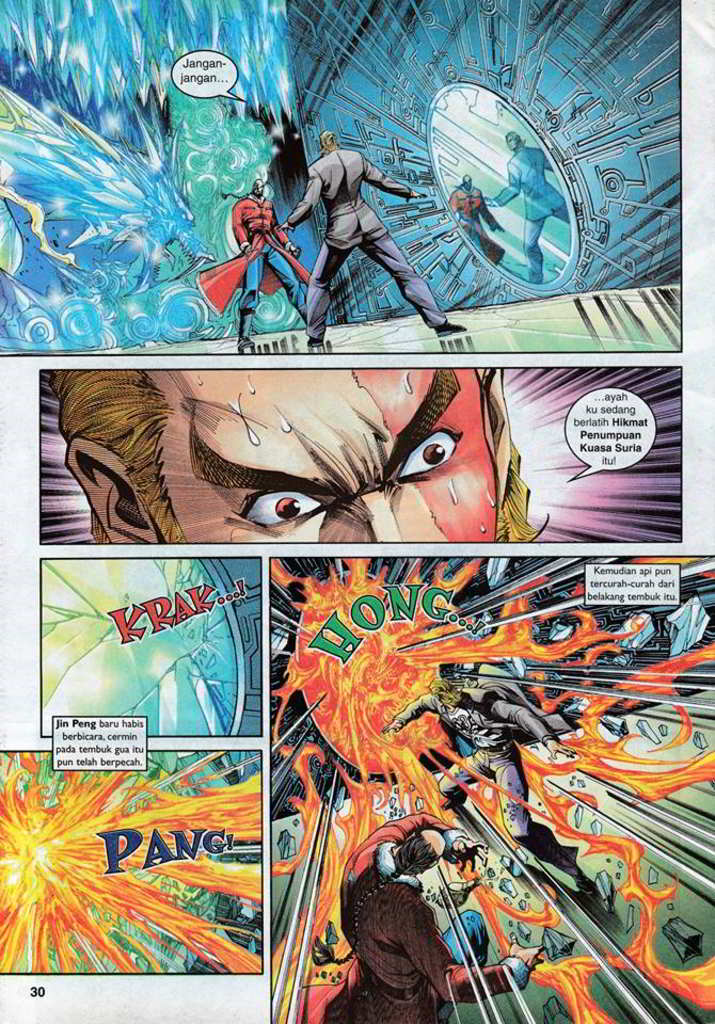 Jangan-
jangan...
...ayah
ku sedang
berlatih Hikmat
Penumpuan
Kuasa Suria
itu!
KRAK...!
Jin Peng baru habis
berbicara, cermin
pada tembuk gua itu
pun telah berpecah.
HONG...!
Kemudian api pun
tercurah-curah dari
belakang tembuk itu.
PANG!
30